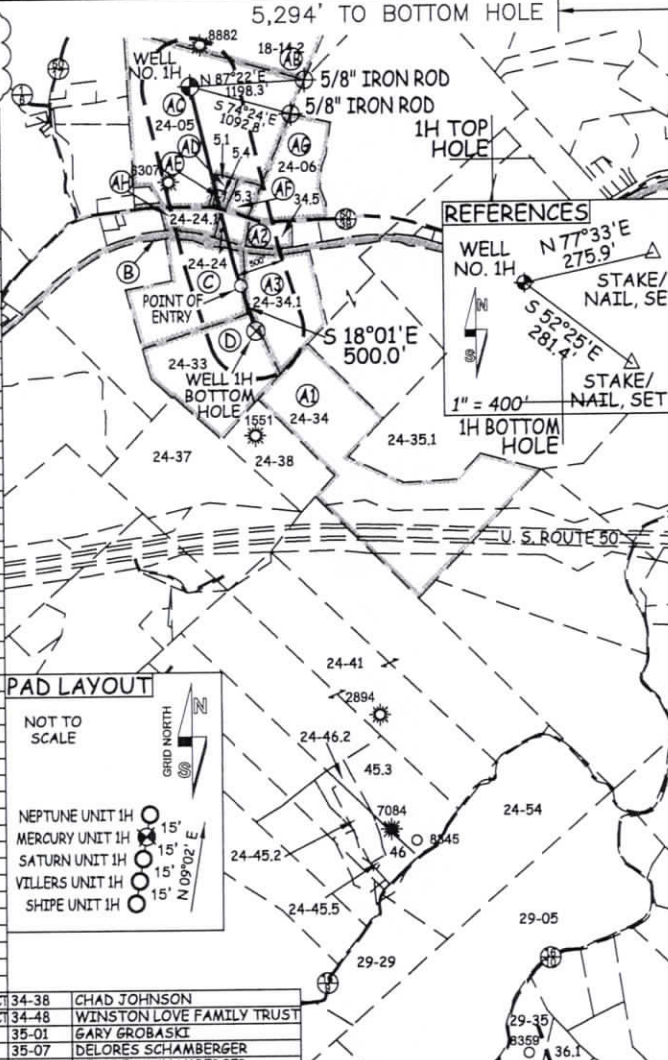 5,294' TO BOTTOM HOLE
8882
18-14.2
AB
WELL
NO. 1H
N 87°22'E
1198.3'
5/8" IRON ROD
S 74°24'E
1092.8'
5/8" IRON ROD
AC
24-05
1H TOP
HOLE
5.1
5.4
AG
24-06
AD
AE
8307
AH
5.3
AF
34.5
24-24.1
A2
24-24
500'
B
C
A3
24-34.1
POINT OF
ENTRY
D
S 18°01'E
500.0'
24-33
WELL 1H
BOTTOM
HOLE
A1
24-34
1551
24-35.1
24-37
24-38
REFERENCES
WELL
NO. 1H
N 77°33'E
275.9'
STAKE/
NAIL, SE
N
S
S 52°25'E
281.4'
STAKE/
NAIL, SET
1" = 400'
1H BOTTOM
HOLE
U. S. ROUTE 50
24-41
2894
24-46.2
45.3
7084
8345
46
24-54
24-45.2
24-45.5
29-05
29-29
29-35
8359
36.1
PAD LAYOUT
NOT TO
SCALE
GRID NORTH
N
S
NEPTUNE UNIT 1H
15'
MERCURY UNIT 1H
15'
SATURN UNIT 1H
15'
VILLERS UNIT 1H
15'
SHIPE UNIT 1H
N 09°02' E
34-38 CHAD JOHNSON
34-48 WINSTON LOVE FAMILY TRUST
35-01 GARY GROBASKI
35-07 DELORES SCHAMBERGER